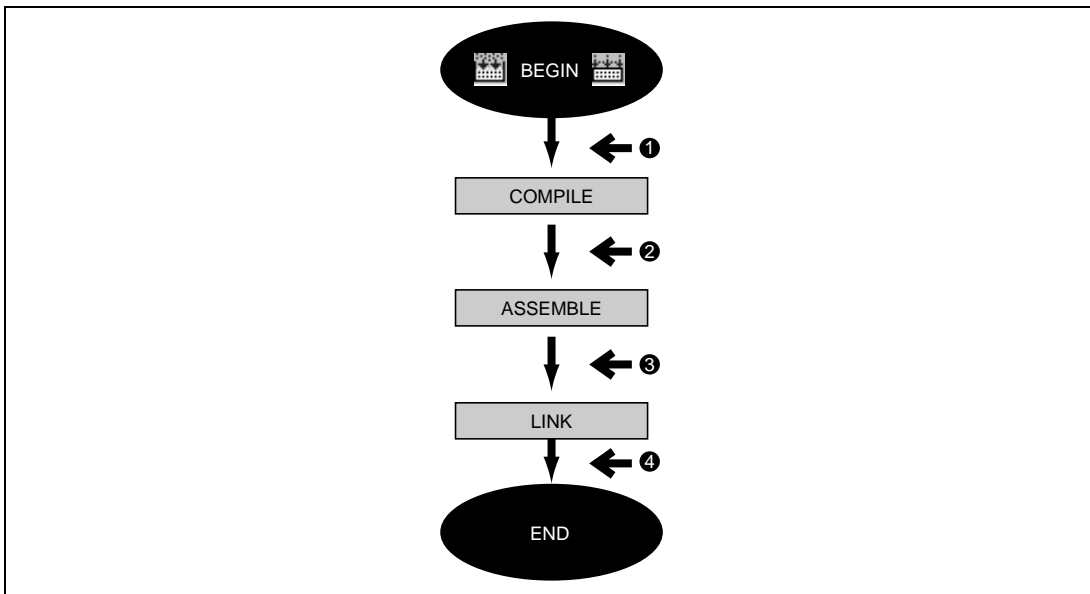 BEGIN
❶
COMPILE
❷
ASSEMBLE
❸
LINK
❹
END